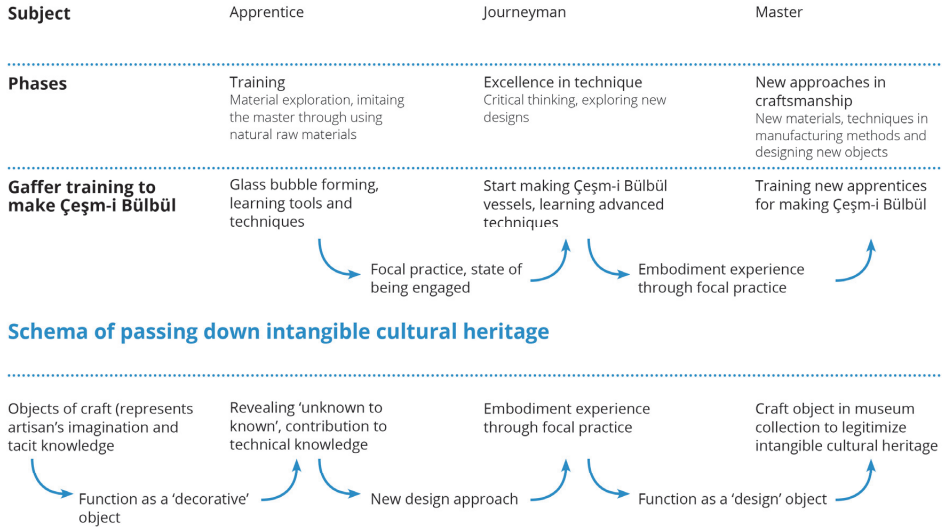 Subject
Apprentice
Journeyman
Master
Phases
Training
Material exploration, imitaing
the master through using
natural raw materials
Excellence in technique
Critical thinking, exploring new
designs
New approaches in
craftsmanship
New materials, techniques in
manufacturing methods and
designing new objects
Gaffer training to
make Çeşm-i Bülbül
Glass bubble forming,
learning tools and
techniques
Start making Çeşm-i Bülbül
vessels, learning advanced
techniques
Training new apprentices
for making Çeşm-i Bülbül
Focal practice, state of
being engaged
Embodiment experience
through focal practice
Schema of passing down intangible cultural heritage
Objects of craft (represents
artisan’s imagination and
tacit knowledge
Revealing ‘unknown to
known’, contribution to
technical knowledge
Embodiment experience
through focal practice
Craft object in museum
collection to legitimize
intangible cultural heritage
Function as a ‘decorative’
object
New design approach
Function as a ‘design’ object